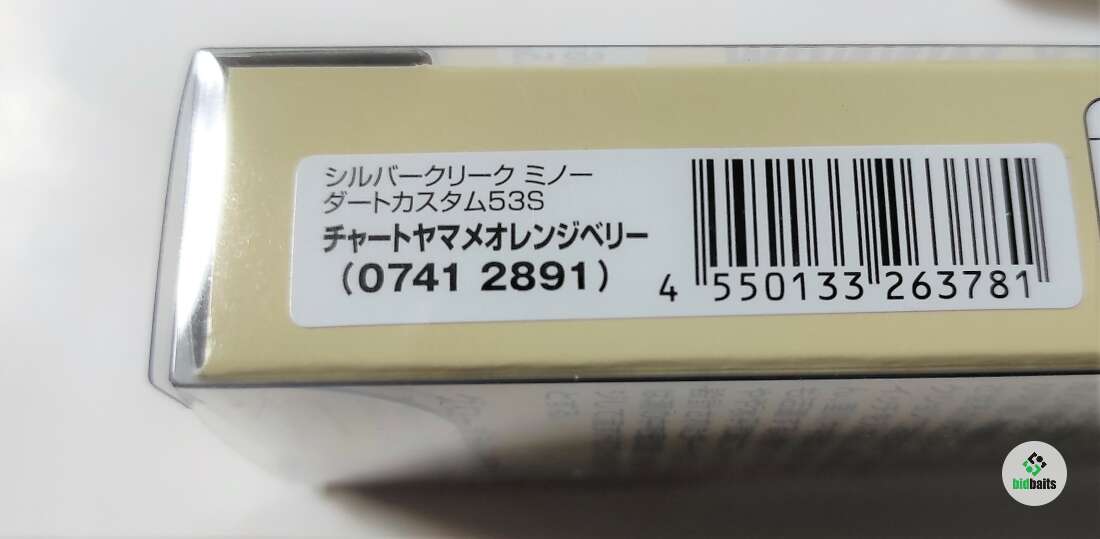 シルバークリーク ミノー
ダートカスタム53S
チャートヤマメオレンジベリー
(0741 2891)
4 550133 263781
bidbaits